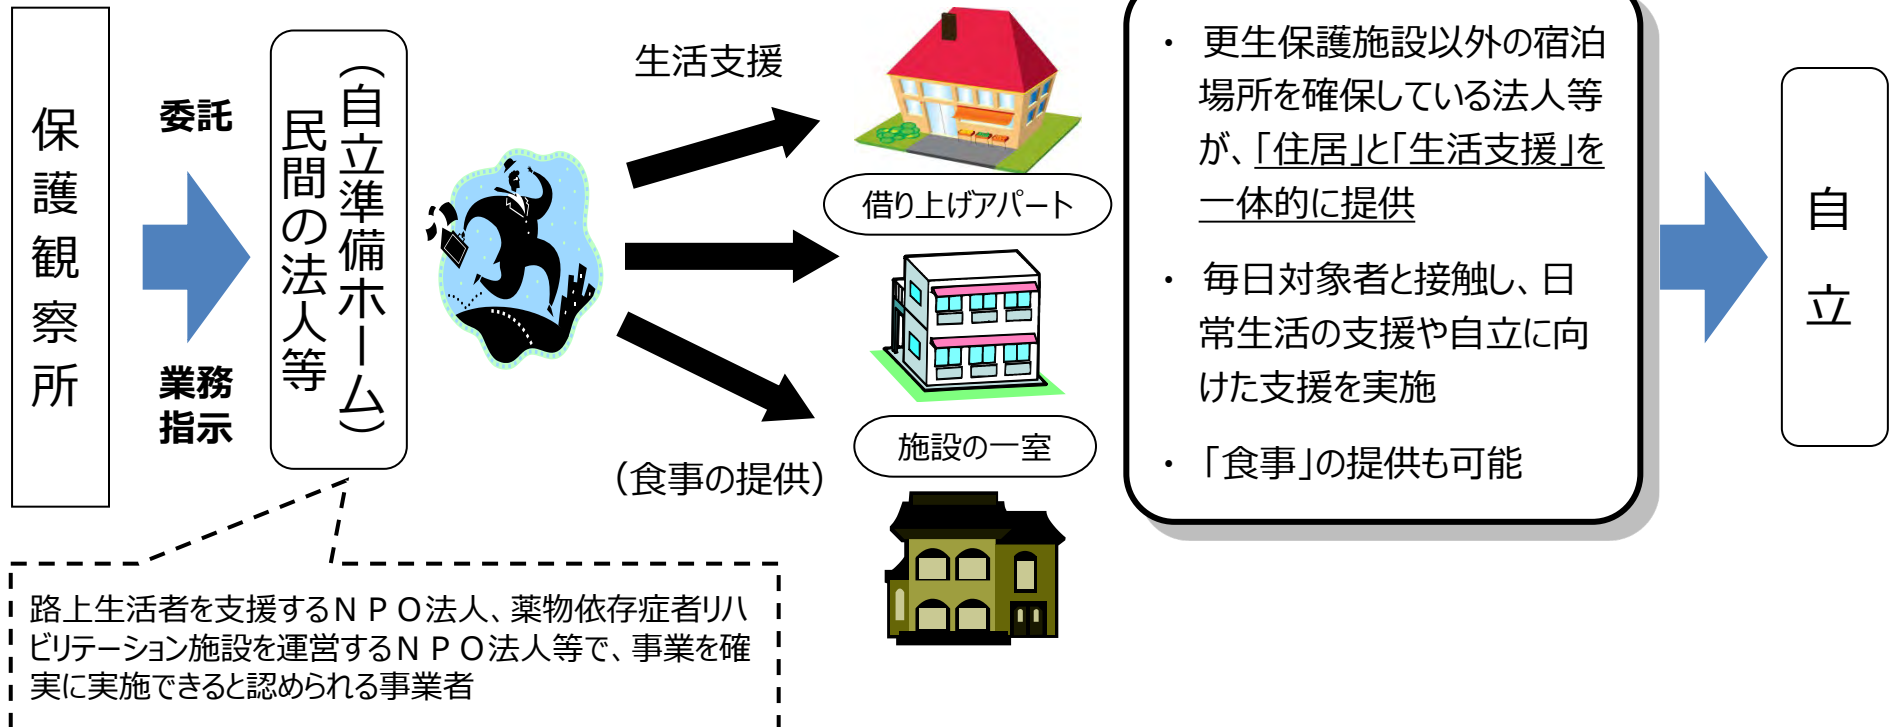 保護観察所
委託
業務
指示
（自立準備ホーム）
民間の法人等
生活支援
（食事の提供）
借り上げアパート
施設の一室
・ 更生保護施設以外の宿泊
場所を確保している法人等
が、「住居」と「生活支援」を
一体的に提供
・ 毎日対象者と接触し、日
常生活の支援や自立に向
けた支援を実施
・ 「食事」の提供も可能
自立
路上生活者を支援するＮＰＯ法人、薬物依存症者リハ
ビリテーション施設を運営するＮＰＯ法人等で、事業を確
実に実施できると認められる事業者